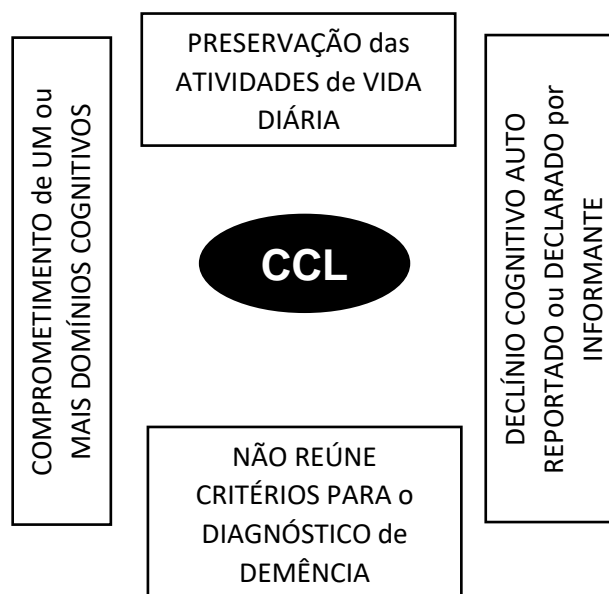 PRESERVAÇÃO das
ATIVIDADES de VIDA
DIÁRIA
COMPROMETIMENTO de UM ou
MAIS DOMÍNIOS COGNITIVOS
CCL
DECLÍNIO COGNITIVO AUTO
REPORTADO ou DECLARADO por
INFORMANTE
NÃO REÚNE
CRITÉRIOS PARA o
DIAGNÓSTICO de
DEMÊNCIA